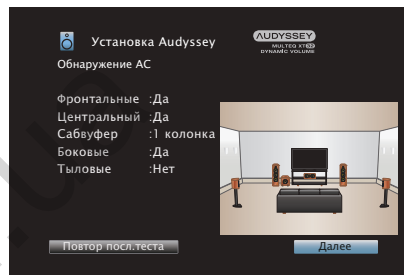 Установка Audyssey
AUDYSSEY
MULTEQ XT32
DYNAMIC VOLUME
Обнаружение АС
Фронтальные :Да
Центральный :Да
Сабвуфер :1 колонка
Боковые :Да
Тыловые :Нет
Повтор посл.теста
Далее